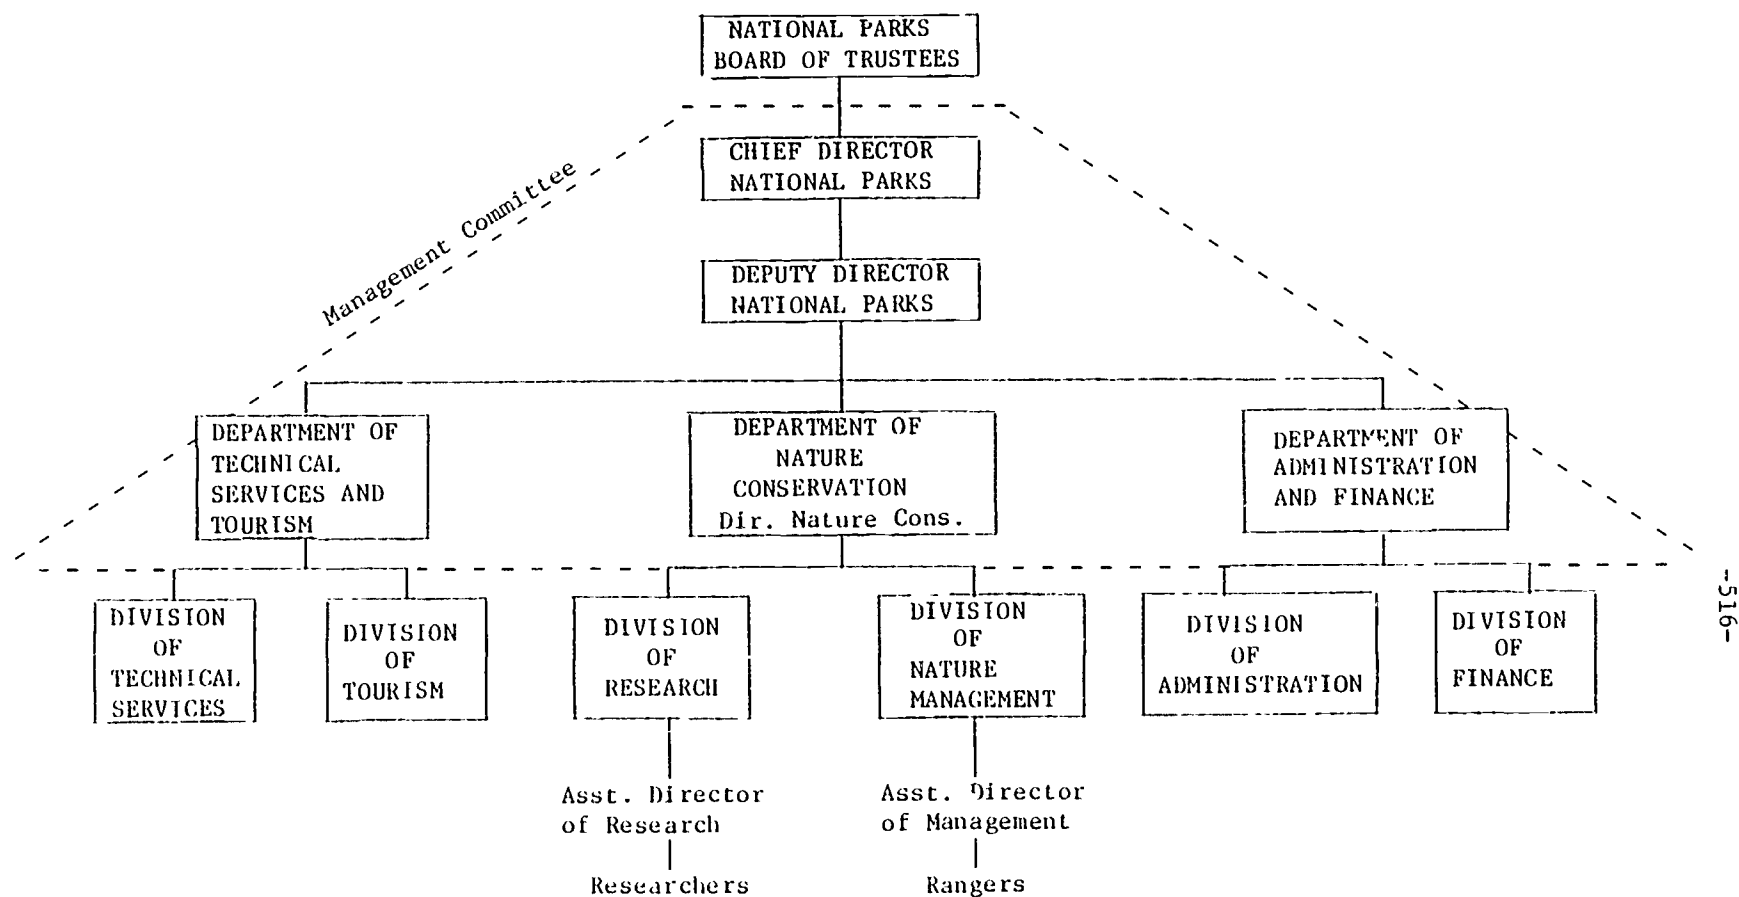 NATIONAL PARKS
BOARD OF TRUSTEES
Management Committee
CHIEF DIRECTOR
NATIONAL PARKS
DEPUTY DIRECTOR
NATIONAL PARKS
DEPARTMENT OF
TECHNICAL
SERVICES AND
TOURISM
DEPARTMENT OF
NATURE
CONSERVATION
Dir. Nature Cons.
DEPARTMENT OF
ADMINISTRATION
AND FINANCE
DIVISION
OF
TECHNICAL
SERVICES
DIVISION
OF
TOURISM
DIVISION
OF
RESEARCH
DIVISION
OF
NATURE
MANAGEMENT
DIVISION
OF
ADMINISTRATION
DIVISION
OF
FINANCE
Asst. Director
of Research
Researchers
Asst. Director
of Management
Rangers
-516-